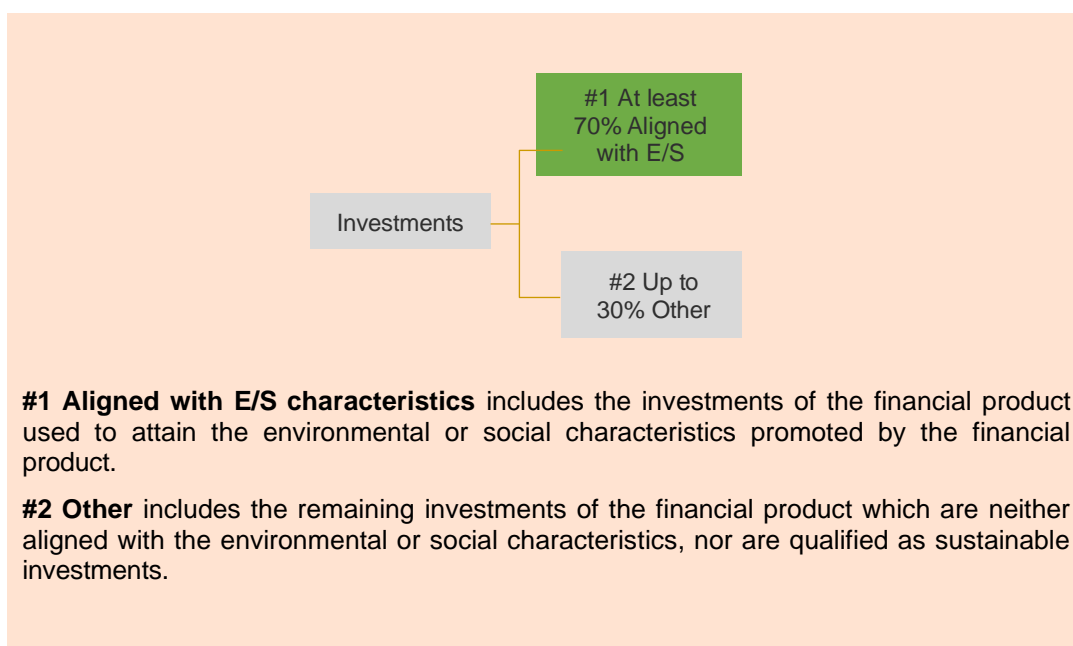 #1 At least
70% Aligned
with E/S
Investments
#2 Up to
30% Other
#1 Aligned with E/S characteristics includes the investments of the financial product
used to attain the environmental or social characteristics promoted by the financial
product.
#2 Other includes the remaining investments of the financial product which are neither
aligned with the environmental or social characteristics, nor are qualified as sustainable
investments.